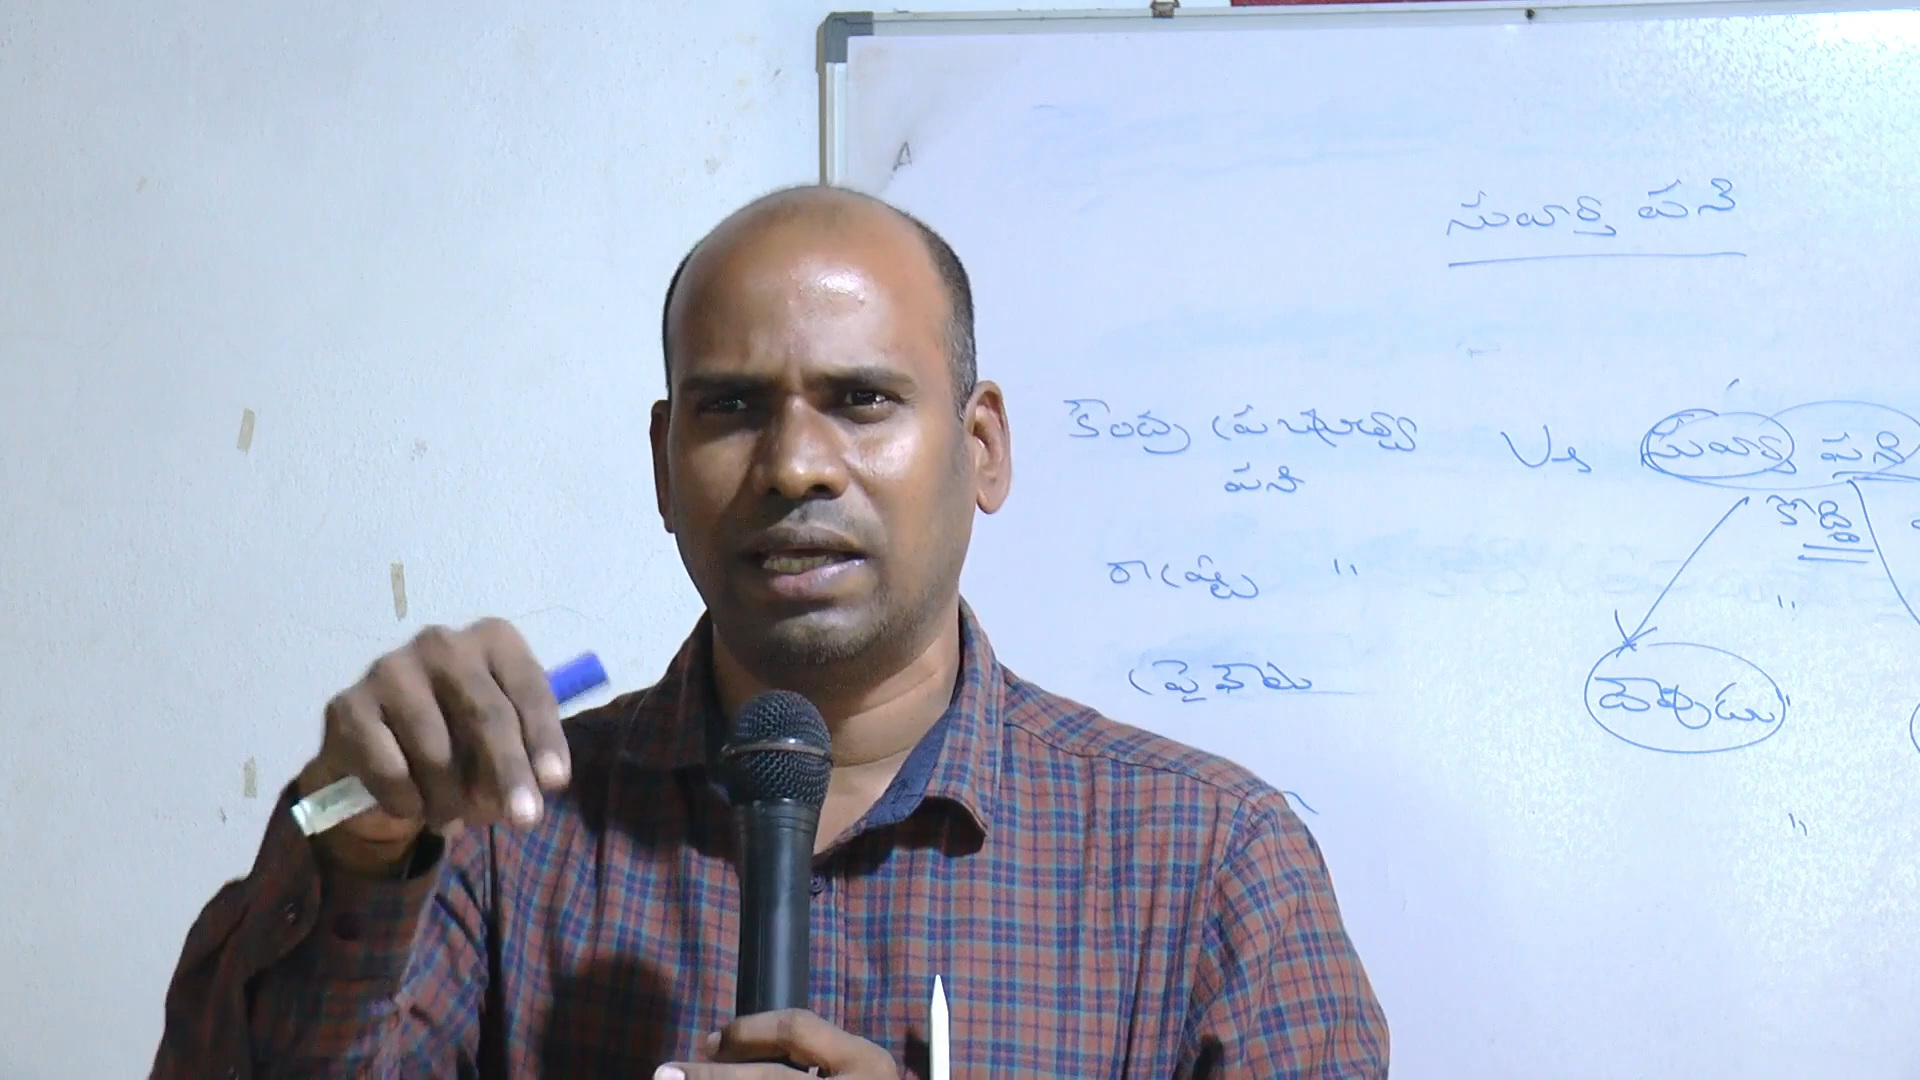 సువార్త పని
కేంద్ర ప్రభుత్వ Vs సువార్త పని
పని
కొద్ది
రాష్ట్ర "
"
ప్రైవేటు దేవుడు "
"